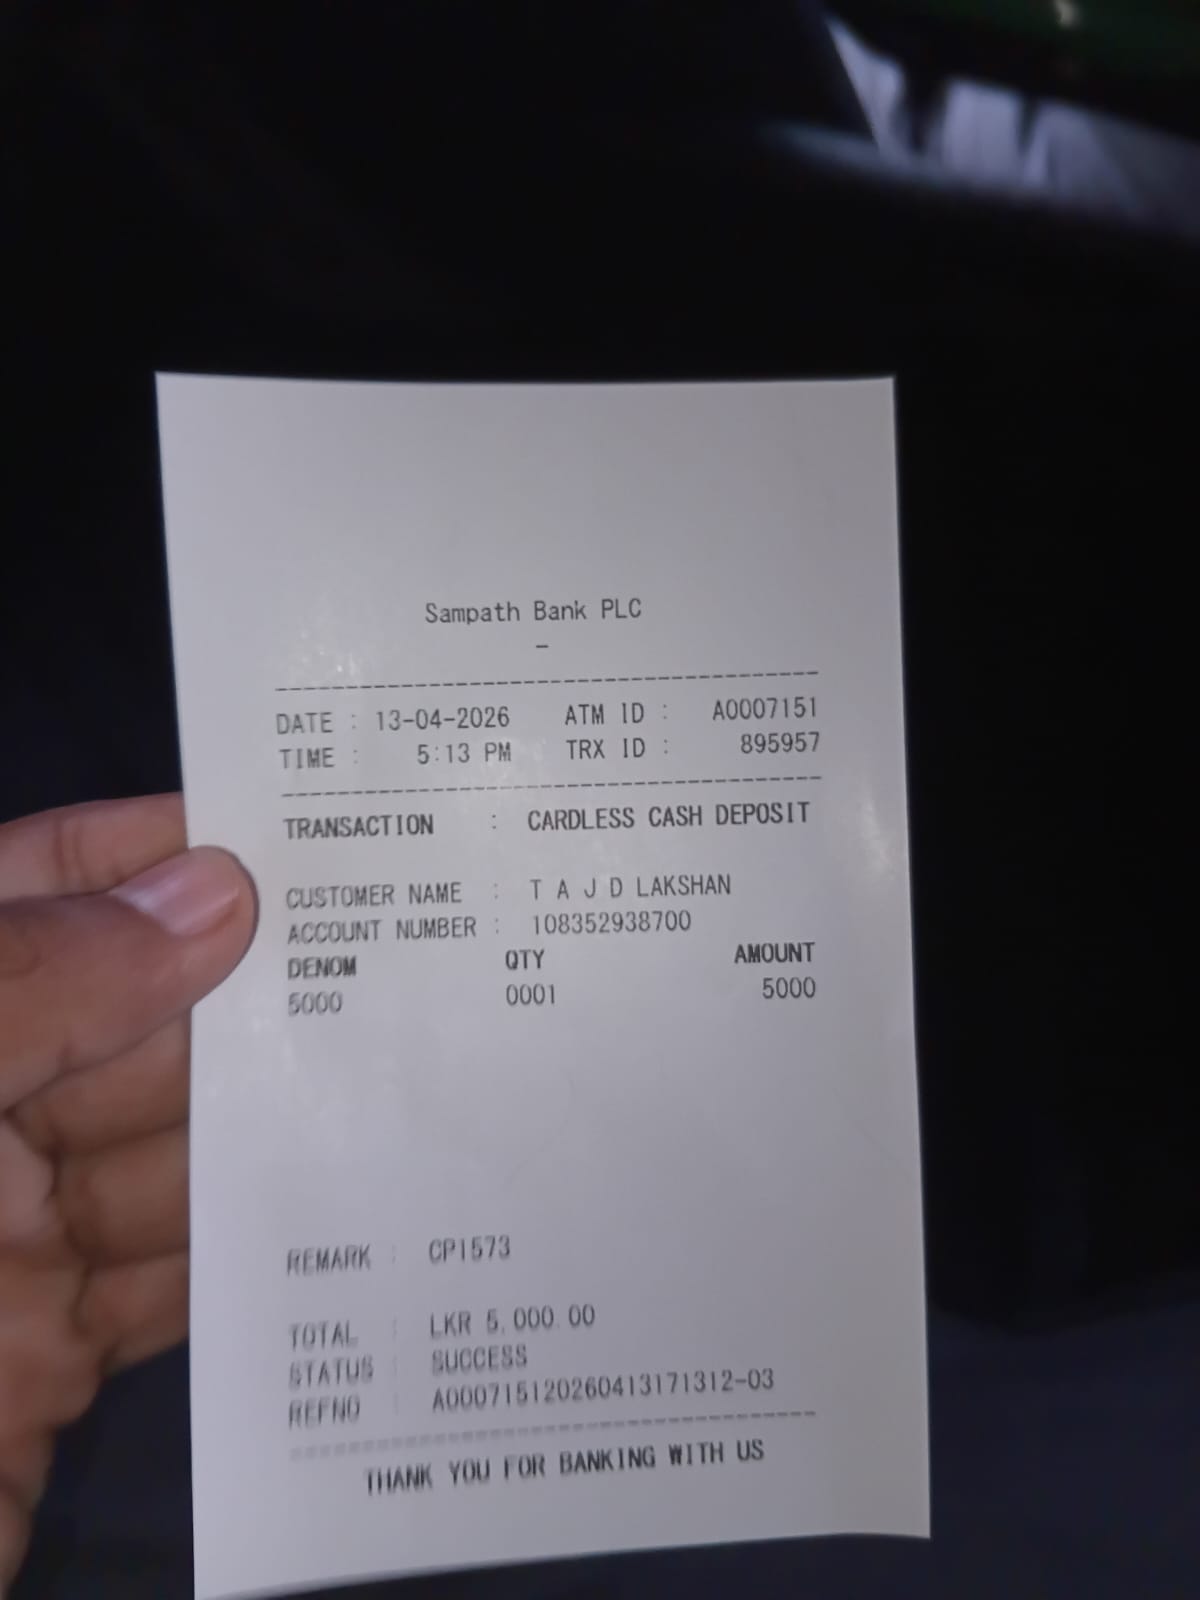 Sampath Bank PLC
-
DATE : 13-04-2026 ATM ID : A0007151
TIME : 5:13 PM TRX ID : 895957
TRANSACTION : CARDLESS CASH DEPOSIT
CUSTOMER NAME : T A J D LAKSHAN
ACCOUNT NUMBER : 108352938700
DENOM QTY AMOUNT
5000 0001 5000
REMARK : CP1573
TOTAL : LKR 5,000.00
STATUS : SUCCESS
REFNO : A000715120260413171312-03
THANK YOU FOR BANKING WITH US